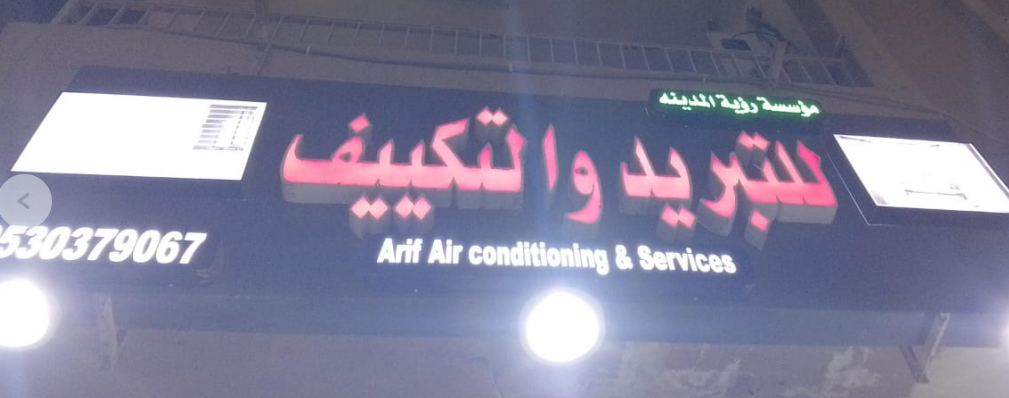 مؤسسة رؤية المدينه
للتبريد والتكييف
Arif Air conditioning & Services
530379067